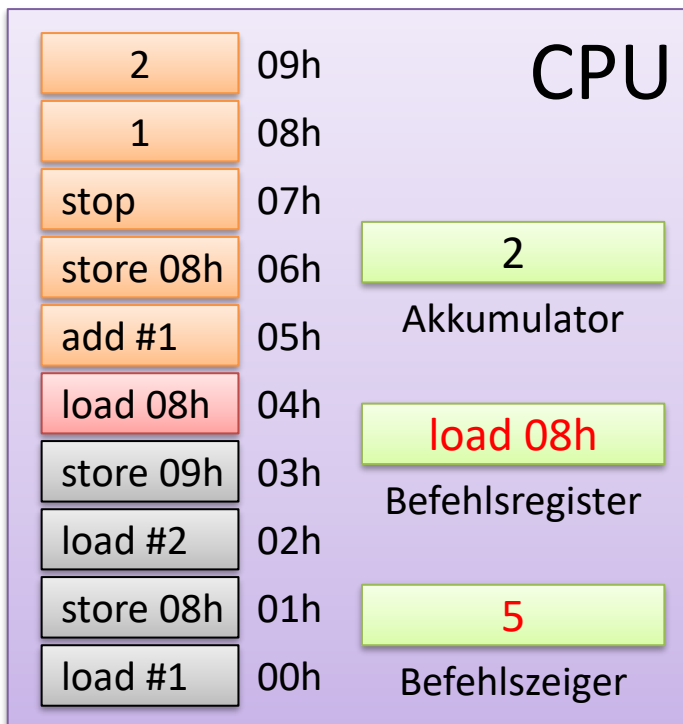 CPU
2 09h
1 08h
stop 07h
store 08h 06h
add #1 05h
load 08h 04h
store 09h 03h
load #2 02h
store 08h 01h
load #1 00h
2
Akkumulator
load 08h
Befehlsregister
5
Befehlszeiger